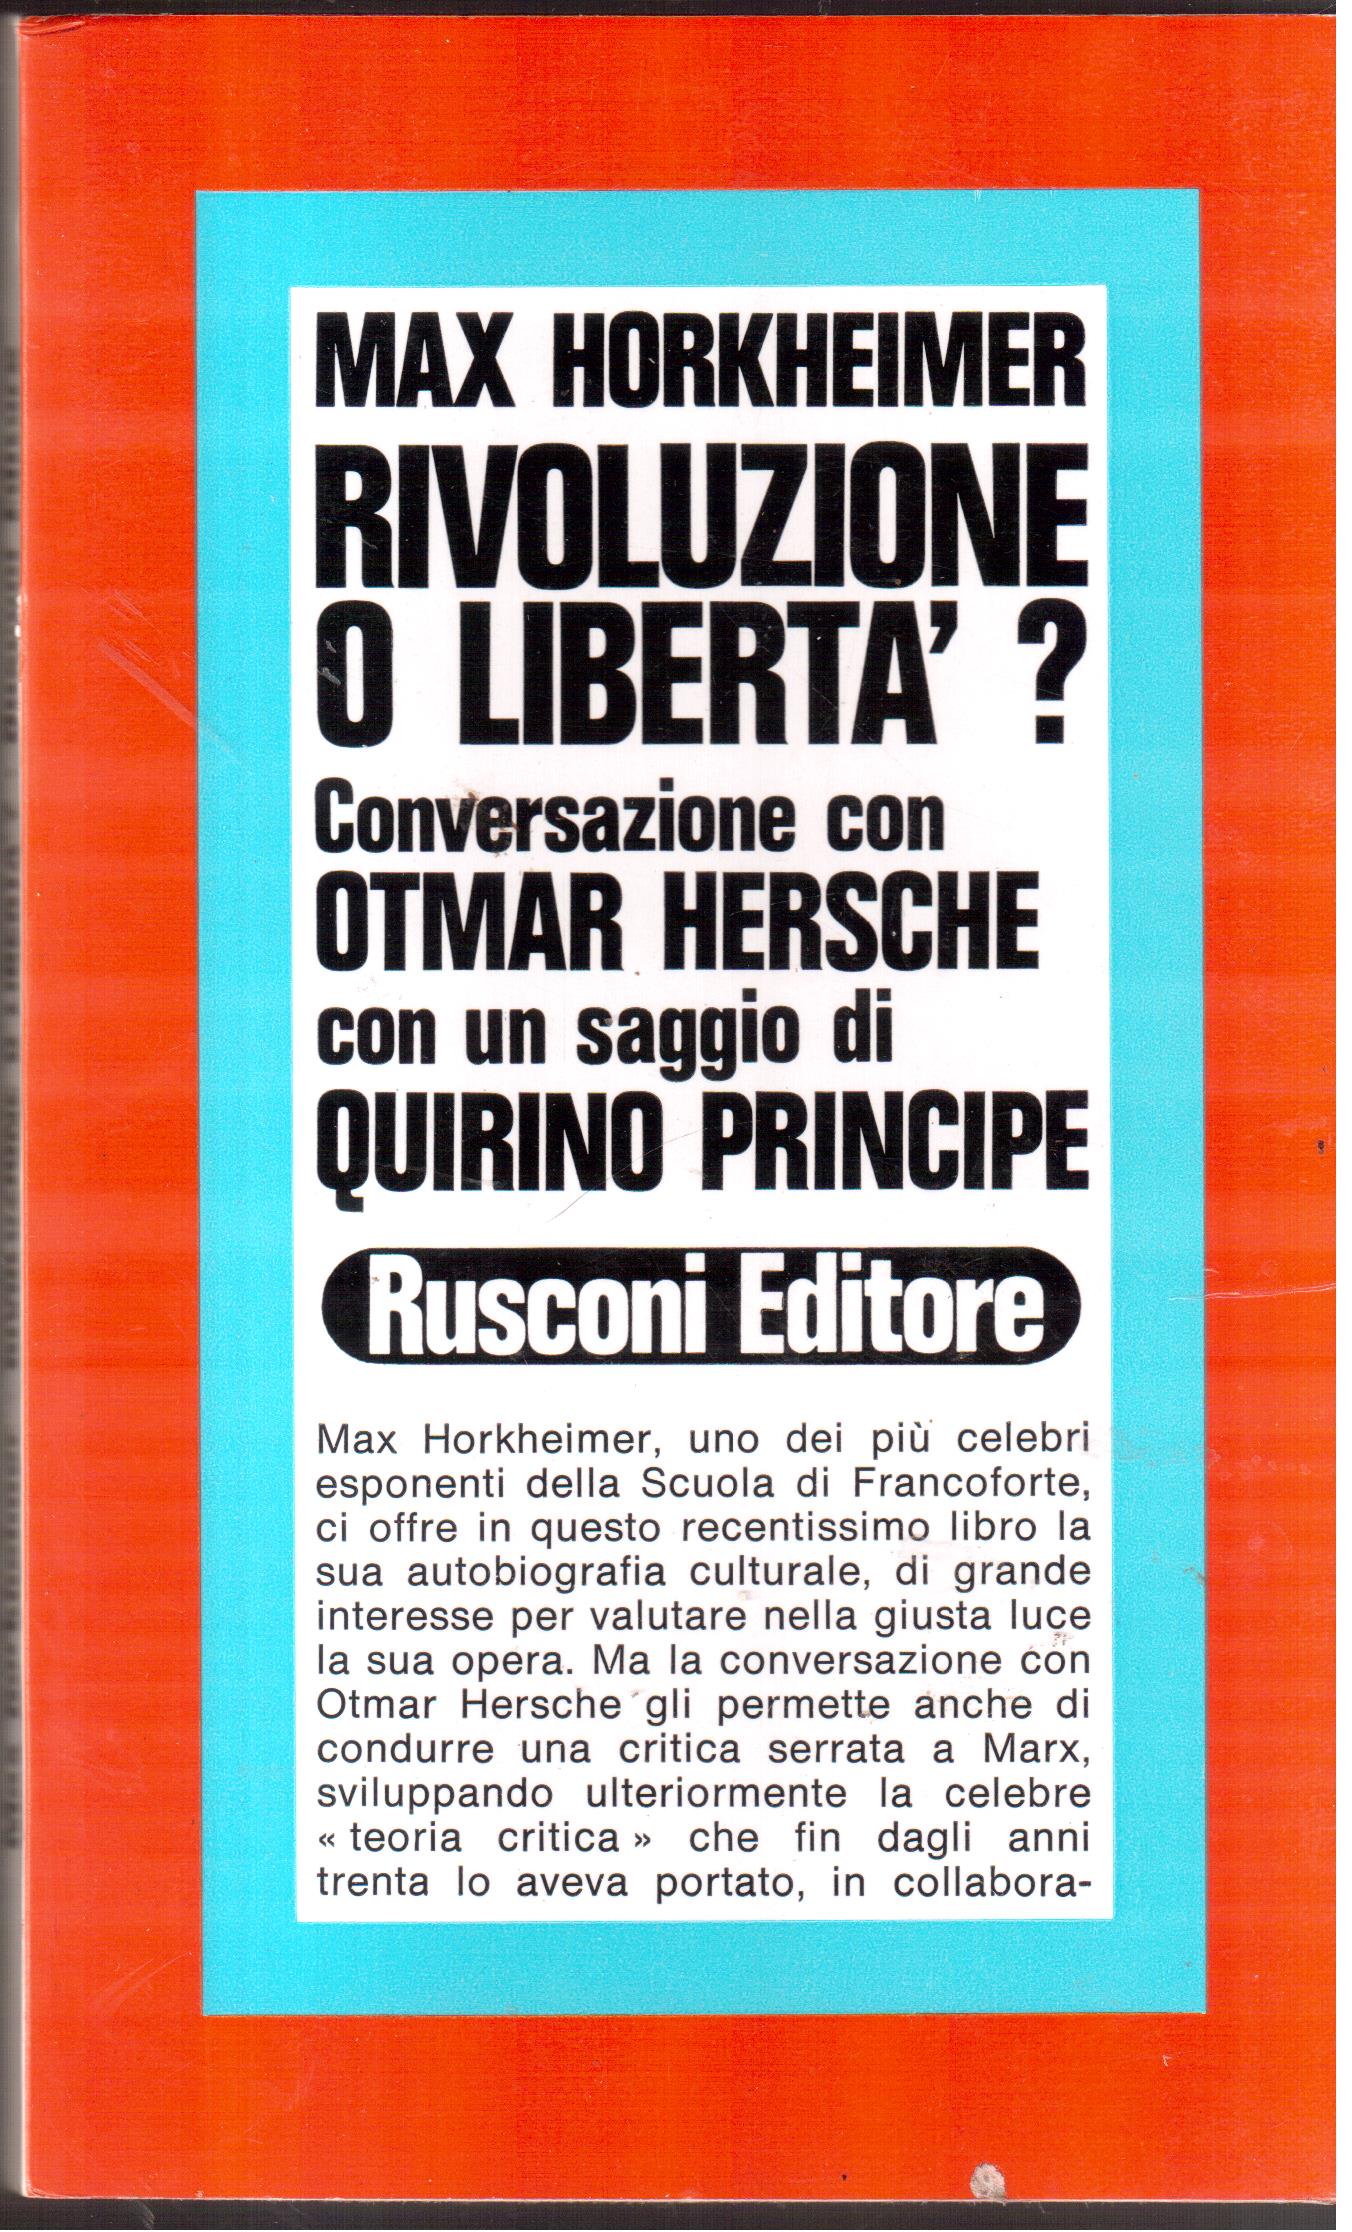 MAX HORKHEIMER
RIVOLUZIONE
O LIBERTA' ?
Conversazione con
OTMAR HERSCHE
con un saggio di
QUIRINO PRINCIPE
Rusconi Editore
Max Horkheimer, uno dei più celebri
esponenti della Scuola di Francoforte,
ci offre in questo recentissimo libro la
sua autobiografia culturale, di grande
interesse per valutare nella giusta luce
la sua opera. Ma la conversazione con
Otmar Hersche gli permette anche di
condurre una critica serrata a Marx,
sviluppando ulteriormente la celebre
« teoria critica » che fin dagli anni
trenta lo aveva portato, in collabora-